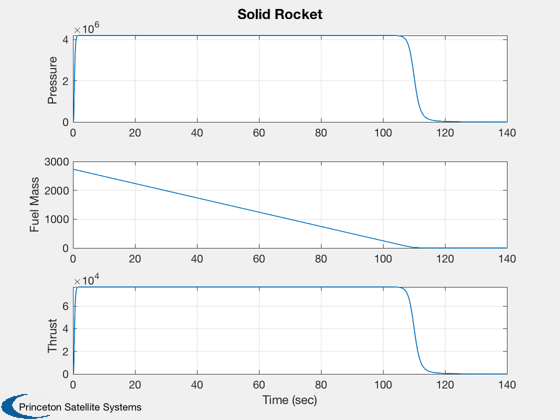 Solid Rocket
×10^6
4
2
0
Pressure
0 20 40 60 80 100 120 140
3000
2000
1000
0
Fuel Mass
0 20 40 60 80 100 120 140
×10^4
6
4
2
0
Thrust
0 20 40 60 80 100 120 140
Time (sec)
Princeton Satellite Systems